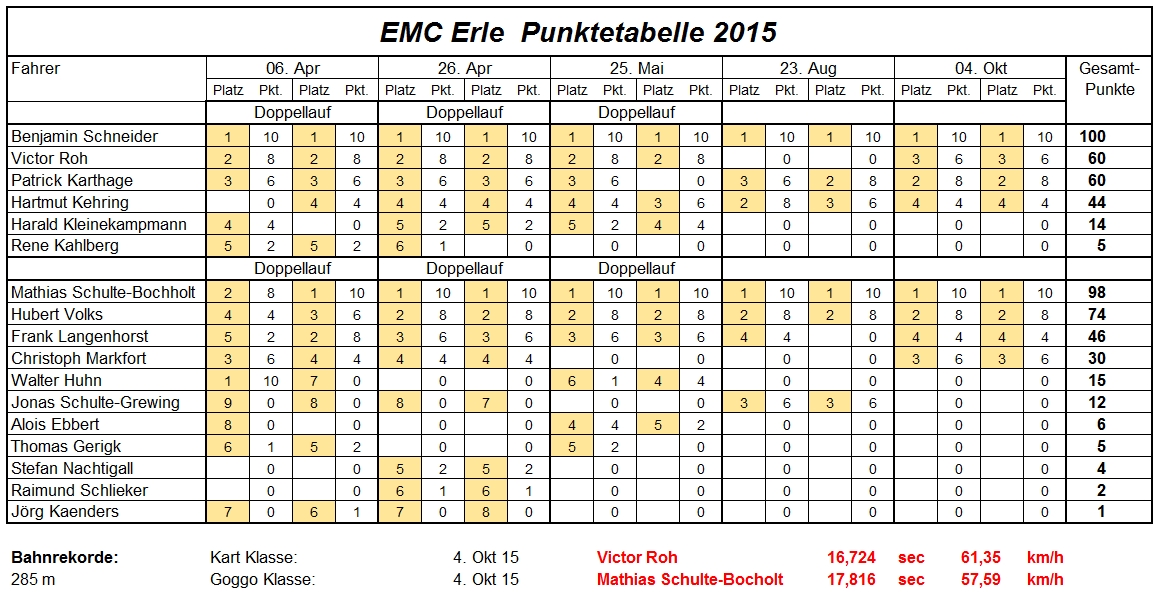 EMC Erle Punktetabelle 2015
Fahrer 06. Apr 26. Apr 25. Mai 23. Aug 04. Okt Gesamt-
Platz Pkt. Platz Pkt. Platz Pkt. Platz Pkt. Platz Pkt. Platz Pkt. Platz Pkt. Platz Pkt. Platz Pkt. Platz Pkt. Punkte
Doppellauf Doppellauf Doppellauf
Benjamin Schneider 1 10 1 10 1 10 1 10 1 10 1 10 1 10 1 10 1 10 1 10 100
Victor Roh 2 8 2 8 2 8 2 8 2 8 2 8 0 0 3 6 3 6 60
Patrick Karthage 3 6 3 6 3 6 3 6 3 6 0 3 6 2 8 2 8 2 8 60
Hartmut Kehring 0 4 4 4 4 4 4 4 4 3 6 2 8 3 6 4 4 4 4 44
Harald Kleinekampmann 4 4 0 5 2 5 2 5 2 4 4 0 0 0 0 14
Rene Kahlberg 5 2 5 2 6 1 0 0 0 0 0 0 0 5
Doppellauf Doppellauf Doppellauf
Mathias Schulte-Bochholt 2 8 1 10 1 10 1 10 1 10 1 10 1 10 1 10 1 10 1 10 98
Hubert Volks 4 4 3 6 2 8 2 8 2 8 2 8 2 8 2 8 2 8 2 8 74
Frank Langenhorst 5 2 2 8 3 6 3 6 3 6 3 6 4 4 0 4 4 4 4 46
Christoph Markfort 3 6 4 4 4 4 4 4 0 0 0 0 3 6 3 6 30
Walter Huhn 1 10 7 0 0 0 6 1 4 4 0 0 0 0 15
Jonas Schulte-Grewing 9 0 8 0 8 0 7 0 0 0 3 6 3 6 0 0 12
Alois Ebbert 8 0 0 0 0 4 4 5 2 0 0 0 0 6
Thomas Gerigk 6 1 5 2 0 0 5 2 0 0 0 0 0 5
Stefan Nachtigall 0 0 5 2 5 2 0 0 0 0 0 0 4
Raimund Schlieker 0 0 6 1 6 1 0 0 0 0 0 0 2
Jörg Kaenders 7 0 6 1 7 0 8 0 0 0 0 0 0 0 1
Bahnrekorde: Kart Klasse: 4. Okt 15 Victor Roh 16,724 sec 61,35 km/h
285 m Goggo Klasse: 4. Okt 15 Mathias Schulte-Bocholt 17,816 sec 57,59 km/h